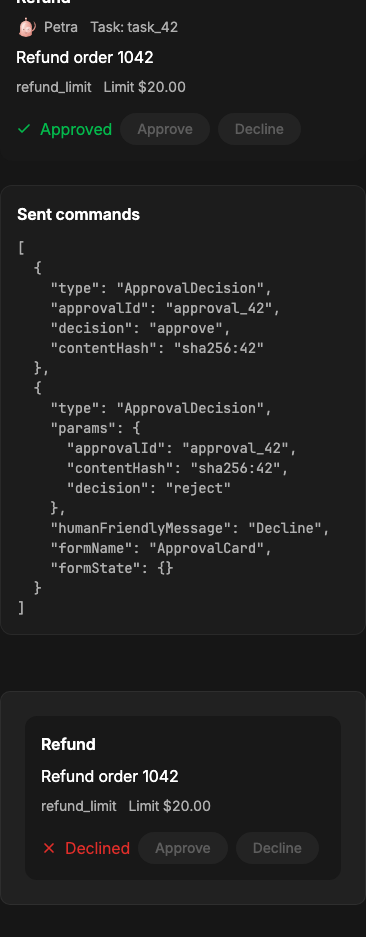 Refund
Petra Task: task_42
Refund order 1042
refund_limit Limit $20.00
Approved Approve Decline
Sent commands
[
  {
    "type": "ApprovalDecision",
    "approvalId": "approval_42",
    "decision": "approve",
    "contentHash": "sha256:42"
  },
  {
    "type": "ApprovalDecision",
    "params": {
      "approvalId": "approval_42",
      "contentHash": "sha256:42",
      "decision": "reject"
    },
    "humanFriendlyMessage": "Decline",
    "formName": "ApprovalCard",
    "formState": {}
  }
]
Refund
Refund order 1042
refund_limit Limit $20.00
Declined Approve Decline